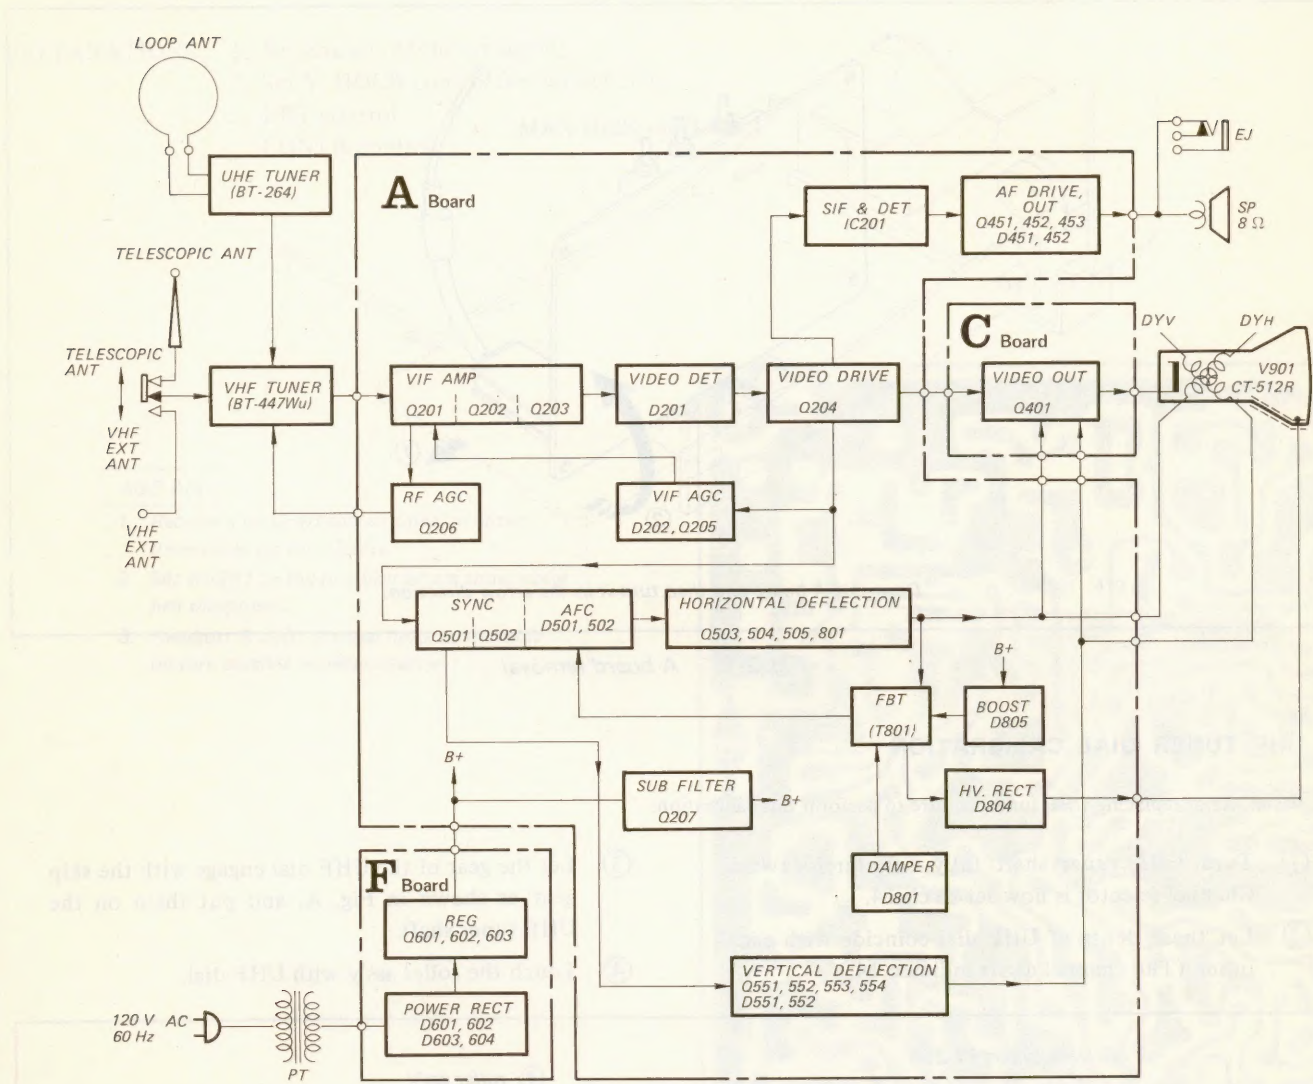 LOOP ANT
UHF TUNER
(BT-264)
TELESCOPIC ANT
TELESCOPIC
ANT
VHF
EXT
ANT
VHF
EXT
ANT
VHF TUNER
(BT-447Wu)
A Board
SIF & DET
IC201
AF DRIVE,
OUT
Q451, 452, 453
D451, 452
EJ
SP
8 Ω
C Board
DYV
DYH
V901
CT-512R
VIF AMP
Q201 Q202 Q203
VIDEO DET
D201
VIDEO DRIVE
Q204
VIDEO OUT
Q401
RF AGC
Q206
VIF AGC
D202, Q205
SYNC
Q501 Q502
AFC
D501, 502
HORIZONTAL DEFLECTION
Q503, 504, 505, 801
A board removal
B+
FBT
(T801)
BOOST
D805
B+
SUB FILTER
Q207
B+
HV. RECT
D804
DAMPER
D801
F Board
REG
Q601, 602, 603
POWER RECT
D601, 602
D603, 604
VERTICAL DEFLECTION
Q551, 552, 553, 554
D551, 552
120 V AC
60 Hz
PT
TUNER DIAL CALIBRATION